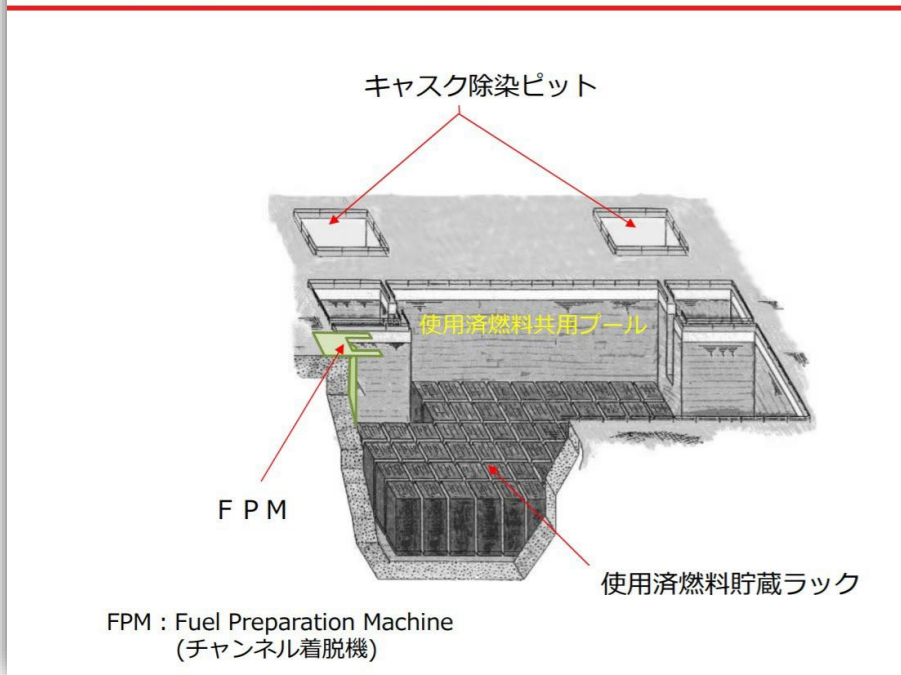 キャスク除染ピット
使用済燃料共用プール
ＦＰＭ
使用済燃料貯蔵ラック
FPM：Fuel Preparation Machine
(チャンネル着脱機)